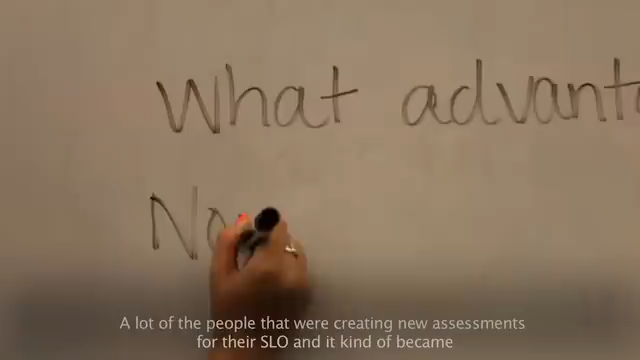 What advant
No
A lot of the people that were creating new assessments
for their SLO and it kind of became